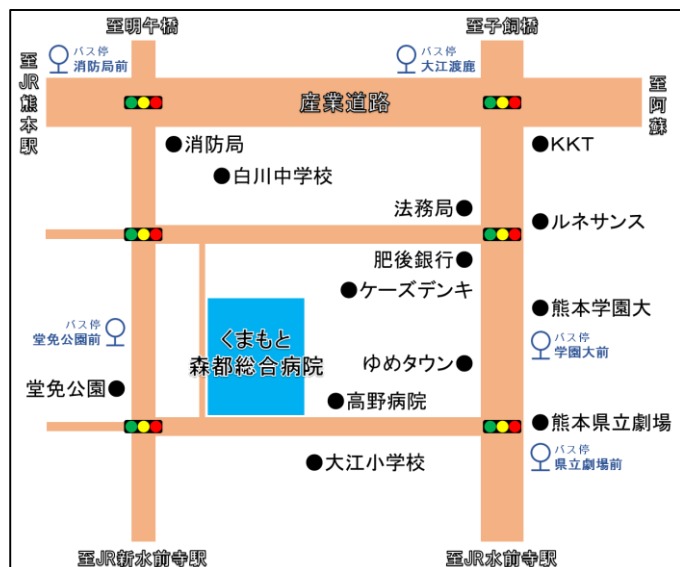 至明午橋
至子飼橋
バス停
消防局前
バス停
大江渡鹿
至JR熊本駅
産業道路
至阿蘇
消防局
KKT
白川中学校
法務局
ルネサンス
肥後銀行
ケーズデンキ
熊本学園大
バス停
堂免公園前
くまもと
森都総合病院
バス停
学園大前
ゆめタウン
堂免公園
高野病院
熊本県立劇場
大江小学校
バス停
県立劇場前
至JR新水前寺駅
至JR水前寺駅